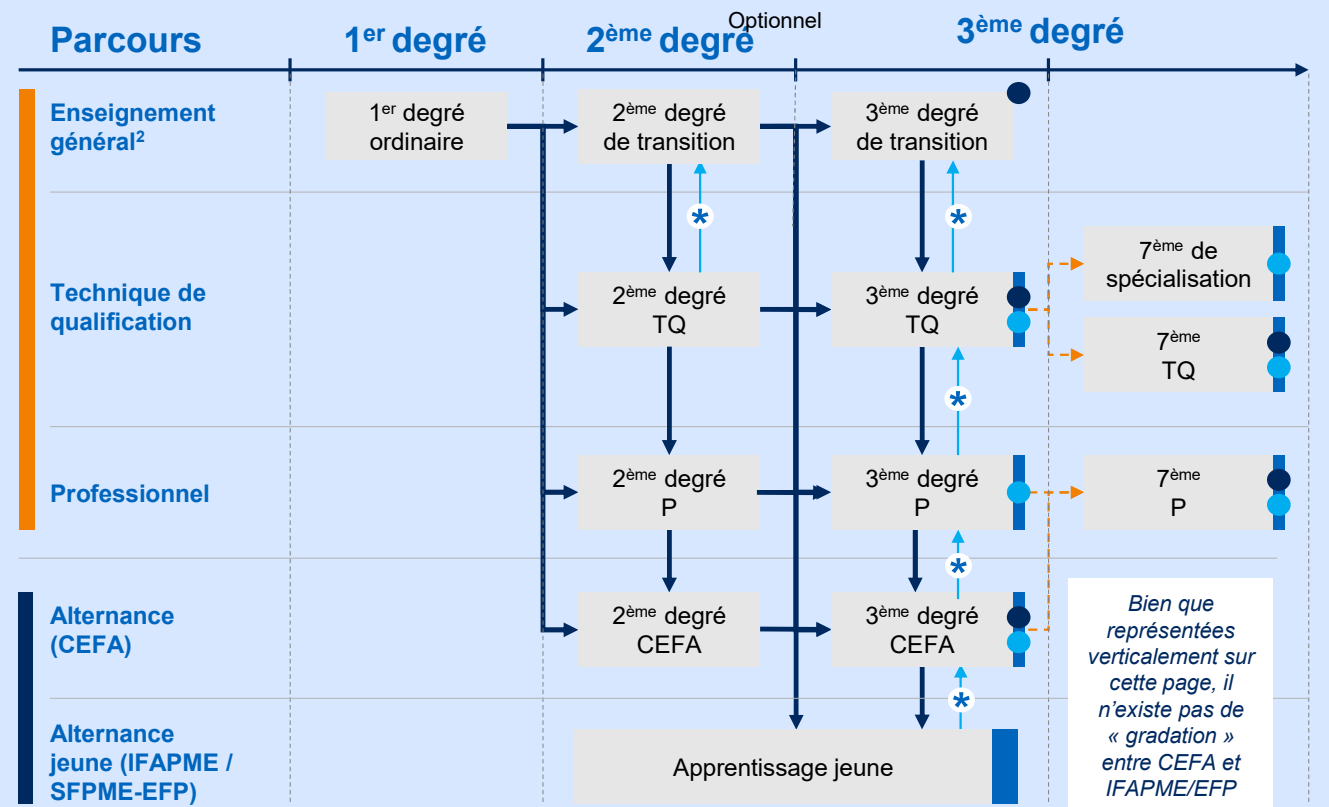 Optionnel
Parcours
1er degré
2ème degré
3ème degré
Enseignement
général2
1er degré
ordinaire
2ème degré
de transition
3ème degré
de transition
*
*
Technique de
qualification
2ème degré
TQ
3ème degré
TQ
7ème de
spécialisation
7ème
TQ
*
Professionnel
2ème degré
P
3ème degré
P
7ème
P
*
Alternance
(CEFA)
2ème degré
CEFA
3ème degré
CEFA
Bien que
représentées
verticalement sur
cette page, il
n’existe pas de
« gradation »
entre CEFA et
IFAPME/EFP
*
Alternance
jeune (IFAPME /
SFPME-EFP)
Apprentissage jeune